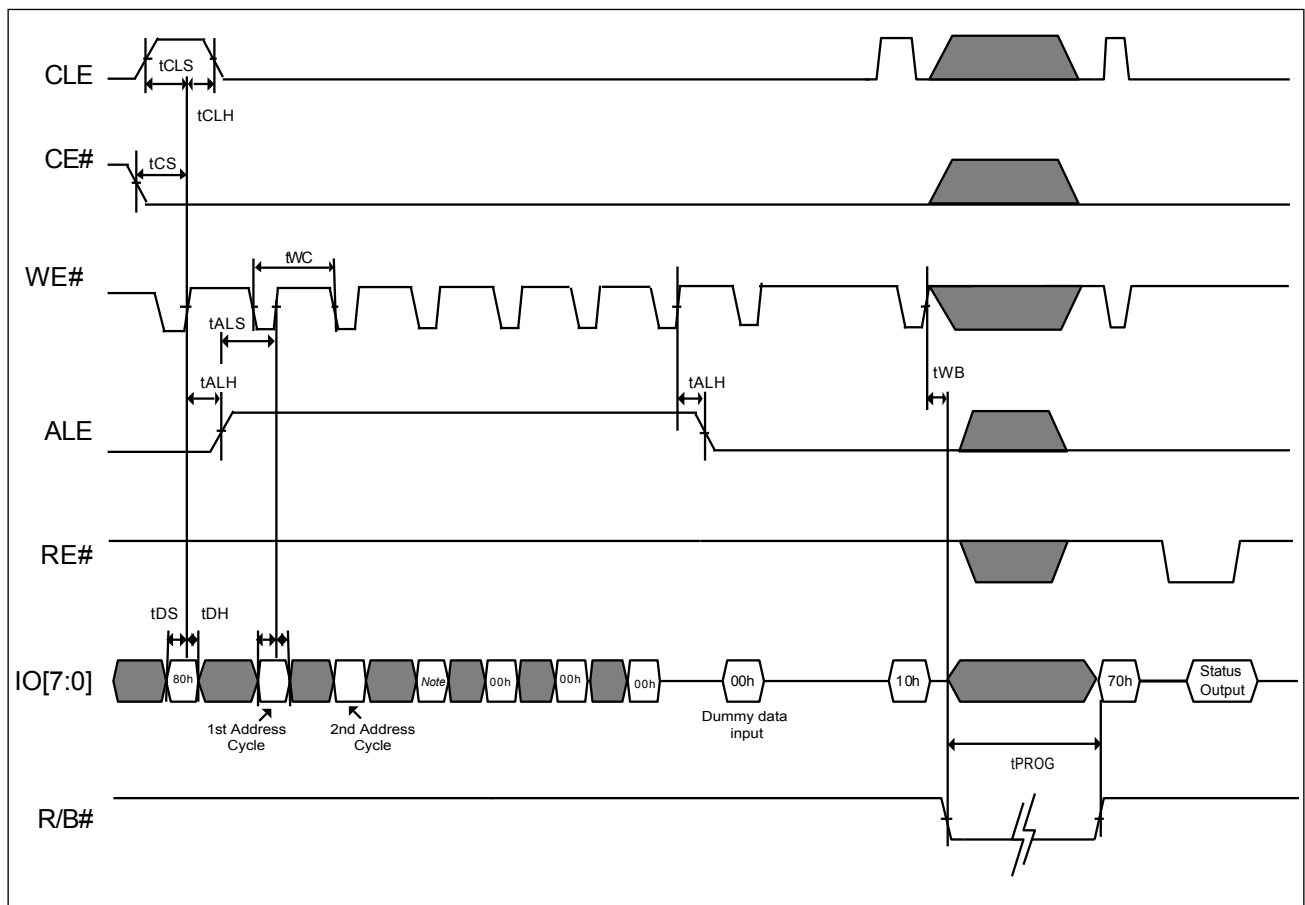 CLE
tCLS
tCLH
CE#
tCS
WE#
tWC
tALS
tALH
tALH
tWB
ALE
RE#
tDS
tDH
IO[7:0]
80h
Note
00h
00h
00h
00h
10h
70h
Status
Output
1st Address
Cycle
2nd Address
Cycle
Dummy data
input
tPROG
R/B#